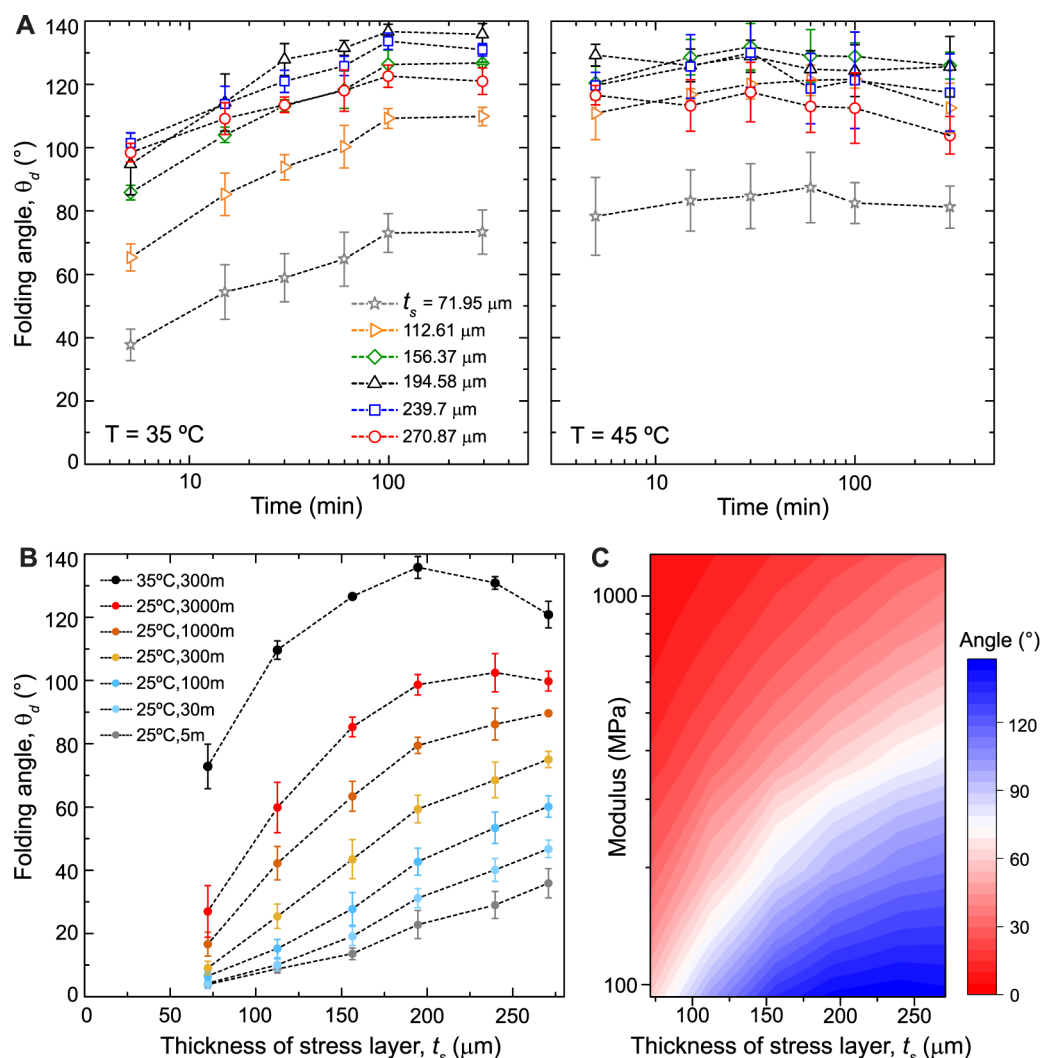 A
Folding angle, θd (°)
140
120
100
80
60
40
20
0
ts = 71.95 µm
112.61 µm
156.37 µm
194.58 µm
239.7 µm
270.87 µm
T = 35 ºC
T = 45 ºC
10
100
10
100
Time (min)
Time (min)
B
Folding angle, θd (°)
140
120
100
80
60
40
20
0
35ºC,300m
25ºC,3000m
25ºC,1000m
25ºC,300m
25ºC,100m
25ºC,30m
25ºC,5m
0
50
100
150
200
250
Thickness of stress layer, ts (µm)
C
Modulus (MPa)
1000
100
100
150
200
250
Thickness of stress layer, ts (µm)
Angle (°)
120
90
60
30
0